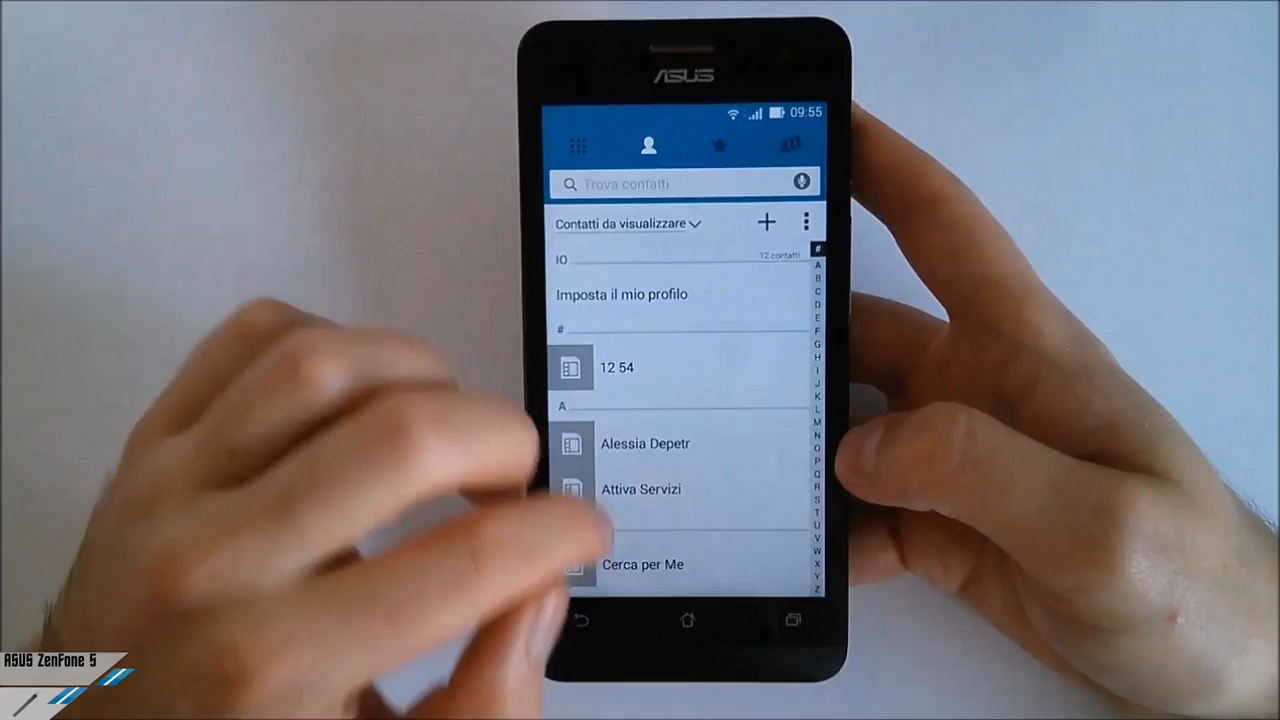 ASUS
09:55
Trova contatti
Contatti da visualizzare
IO
12 contatti
Imposta il mio profilo
#
12 54
A
Alessia Depetr
Attiva Servizi
Cerca per Me
#
A
B
C
D
E
F
G
H
I
J
K
L
M
N
O
P
Q
R
S
T
U
V
W
X
Y
Z
ASUS ZenFone 5